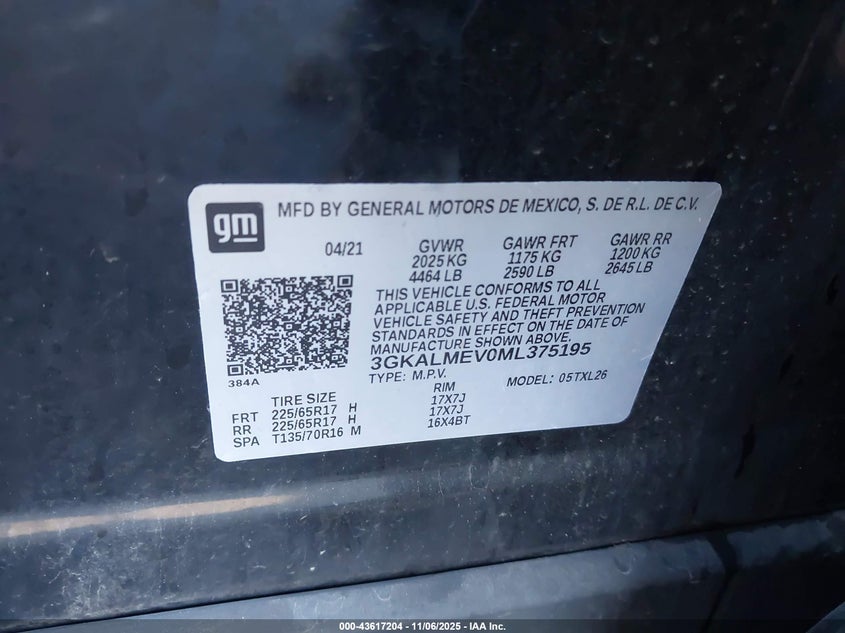 gm
MFD BY GENERAL MOTORS DE MEXICO, S. DE R.L. DE C.V.
04/21 GVWR GAWR FRT GAWR RR
2025 KG 1175 KG 1200 KG
4464 LB 2590 LB 2645 LB
THIS VEHICLE CONFORMS TO ALL
APPLICABLE U.S. FEDERAL MOTOR
VEHICLE SAFETY AND THEFT PREVENTION
STANDARDS IN EFFECT ON THE DATE OF
MANUFACTURE SHOWN ABOVE.
3GKALMEV0ML375195
384A
TYPE: M.P.V. MODEL: 05TXL26
TIRE SIZE RIM
FRT 225/65R17 H 17X7J
RR 225/65R17 H 17X7J
SPA T135/70R16 M 16X4BT
000-43617204 - 11/06/2025 - IAA Inc.